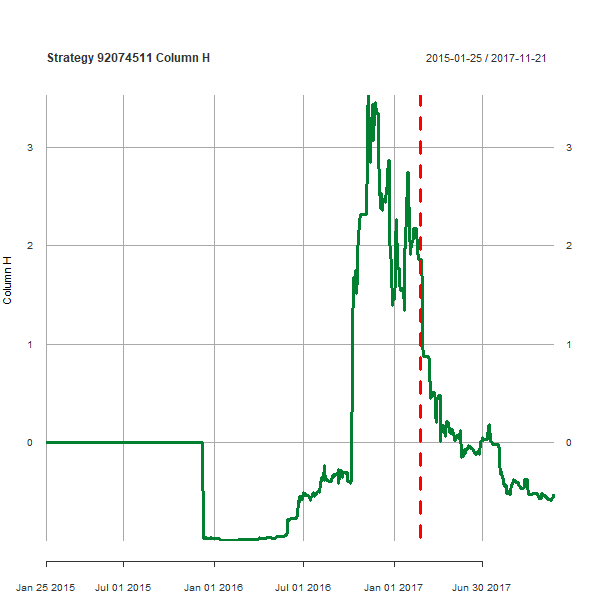 Strategy 92074511 Column H
2015-01-25 / 2017-11-21
3
3
2
2
1
1
0
0
Column H
Jan 25 2015
Jul 01 2015
Jan 01 2016
Jul 01 2016
Jan 01 2017
Jun 30 2017